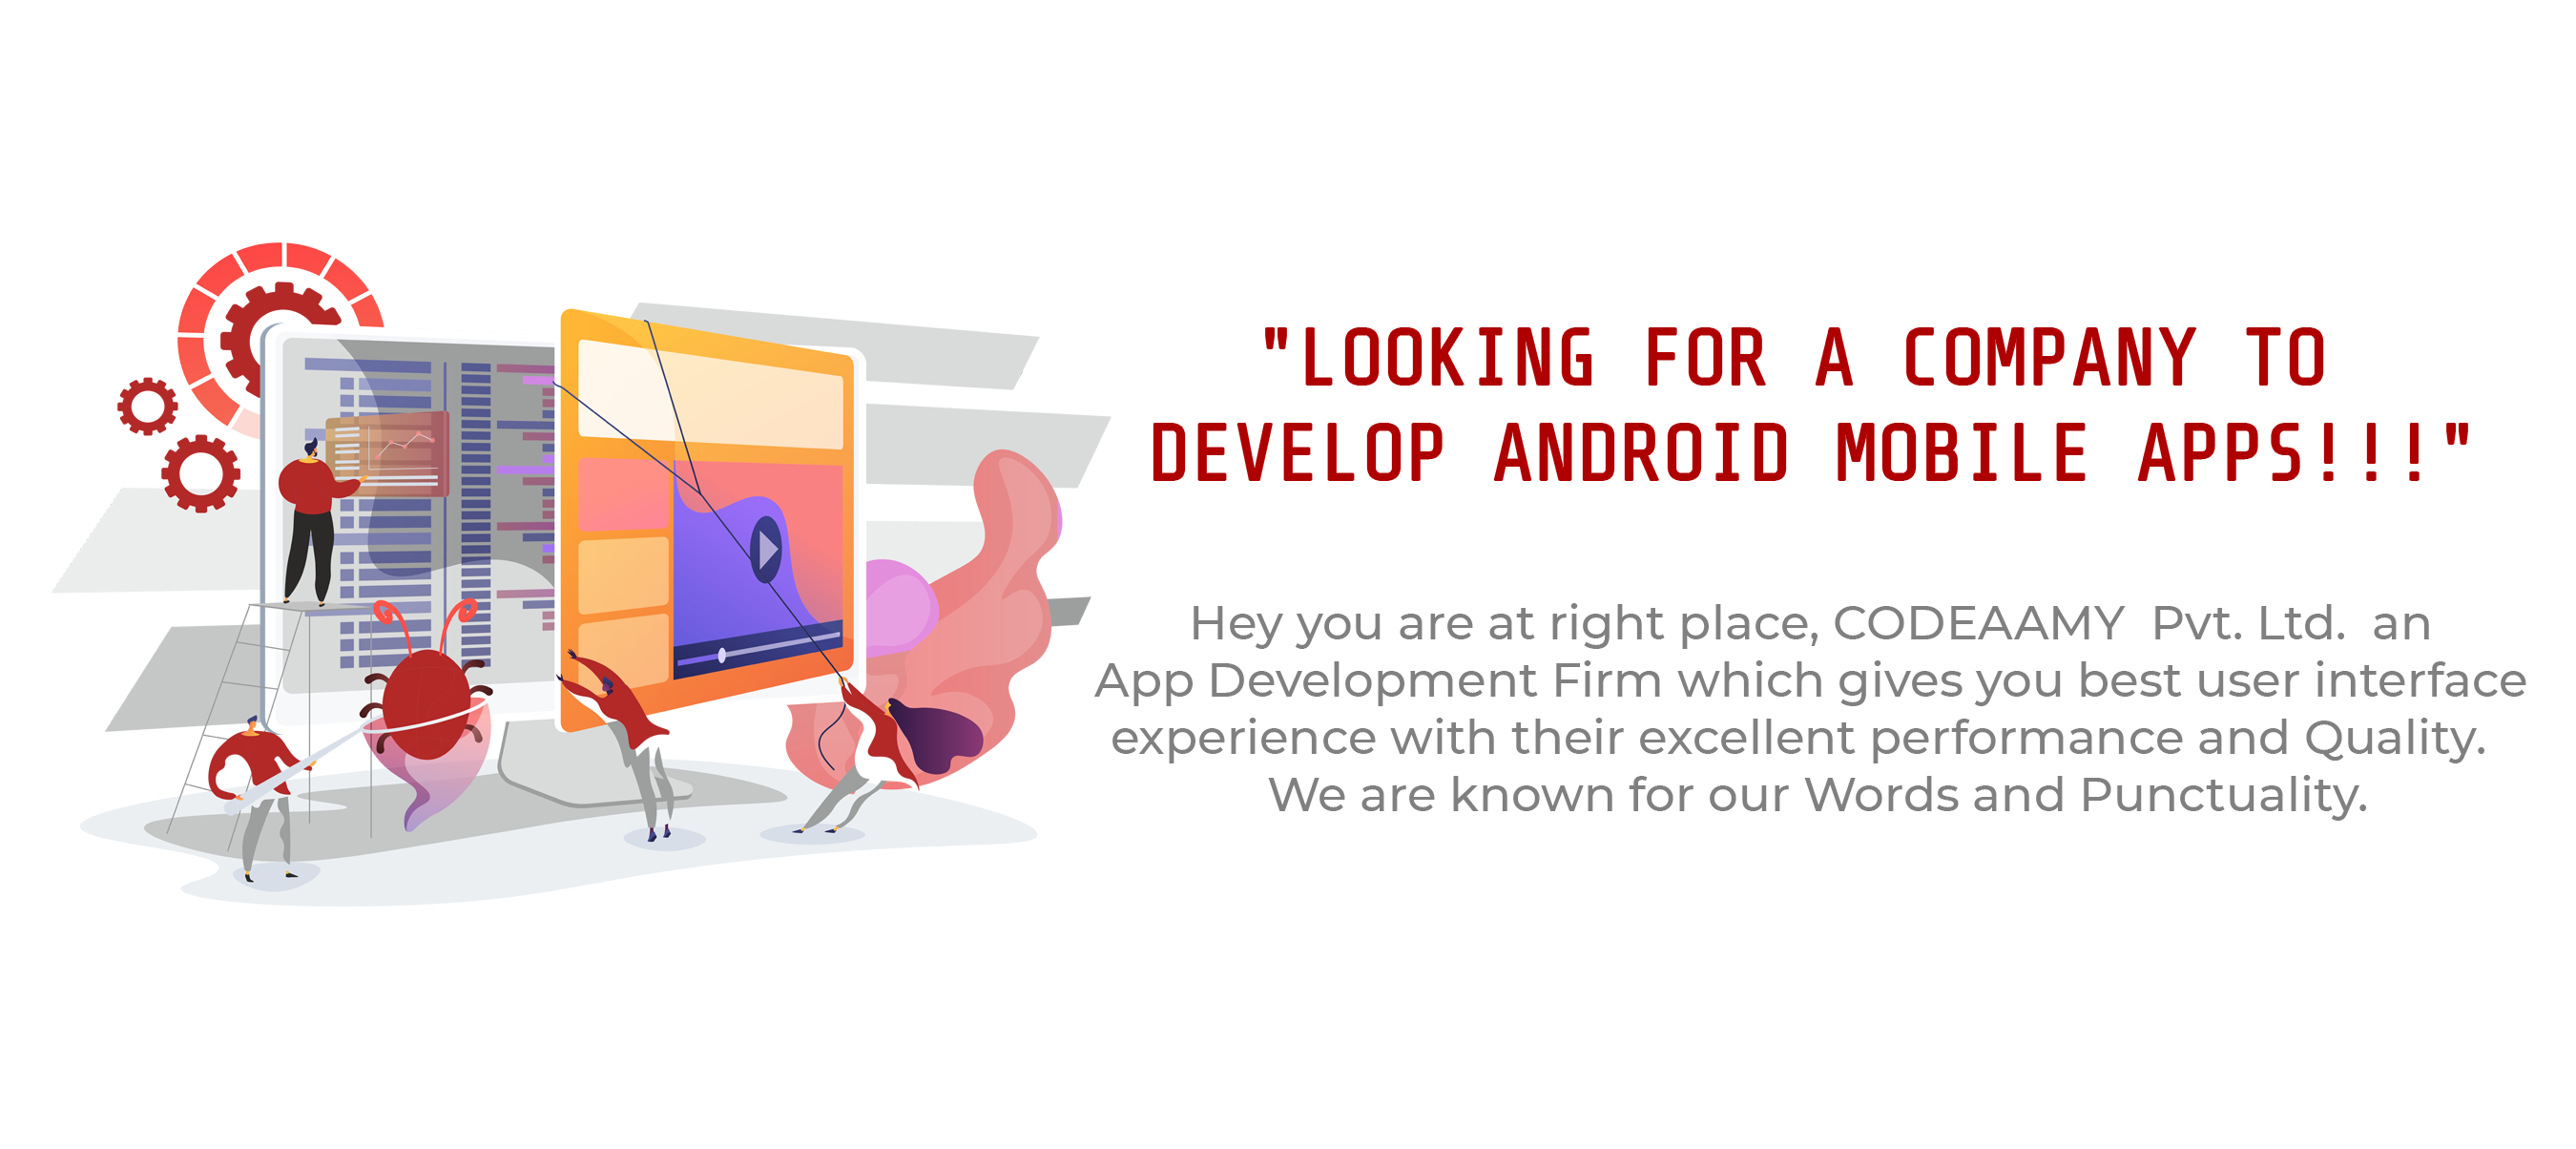 "LOOKING FOR A COMPANY TO
DEVELOP ANDROID MOBILE APPS!!!"
Hey you are at right place, CODEAAMY Pvt. Ltd. an
App Development Firm which gives you best user interface
experience with their excellent performance and Quality.
We are known for our Words and Punctuality.